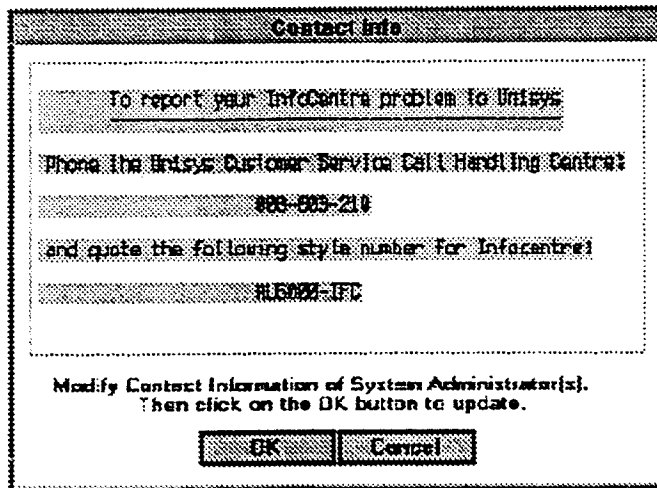 Contact Info
To report your InfoCentre problem to Unisys
Phone the Unisys Customer Service Call Handling Centre:
and quote the following style number for Infocentre:
Modify Contact Information of System Administrator(s).
Then click on the OK button to update.
OK
Cancel